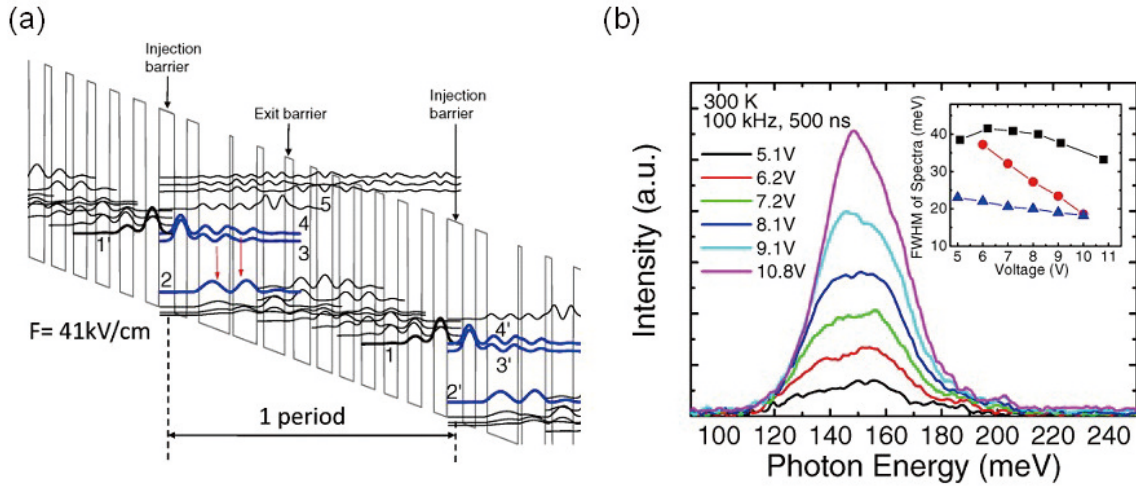 (a)
Injection
barrier
Exit barrier
Injection
barrier
5
4
1'
3
2
F= 41kV/cm
1
4'
3'
2'
1 period
(b)
300 K
100 kHz, 500 ns
5.1V
6.2V
7.2V
8.1V
9.1V
10.8V
Intensity (a.u.)
FWHM of Spectra (meV)
40
30
20
10
5 6 7 8 9 10 11
Voltage (V)
100 120 140 160 180 200 220 240
Photon Energy (meV)